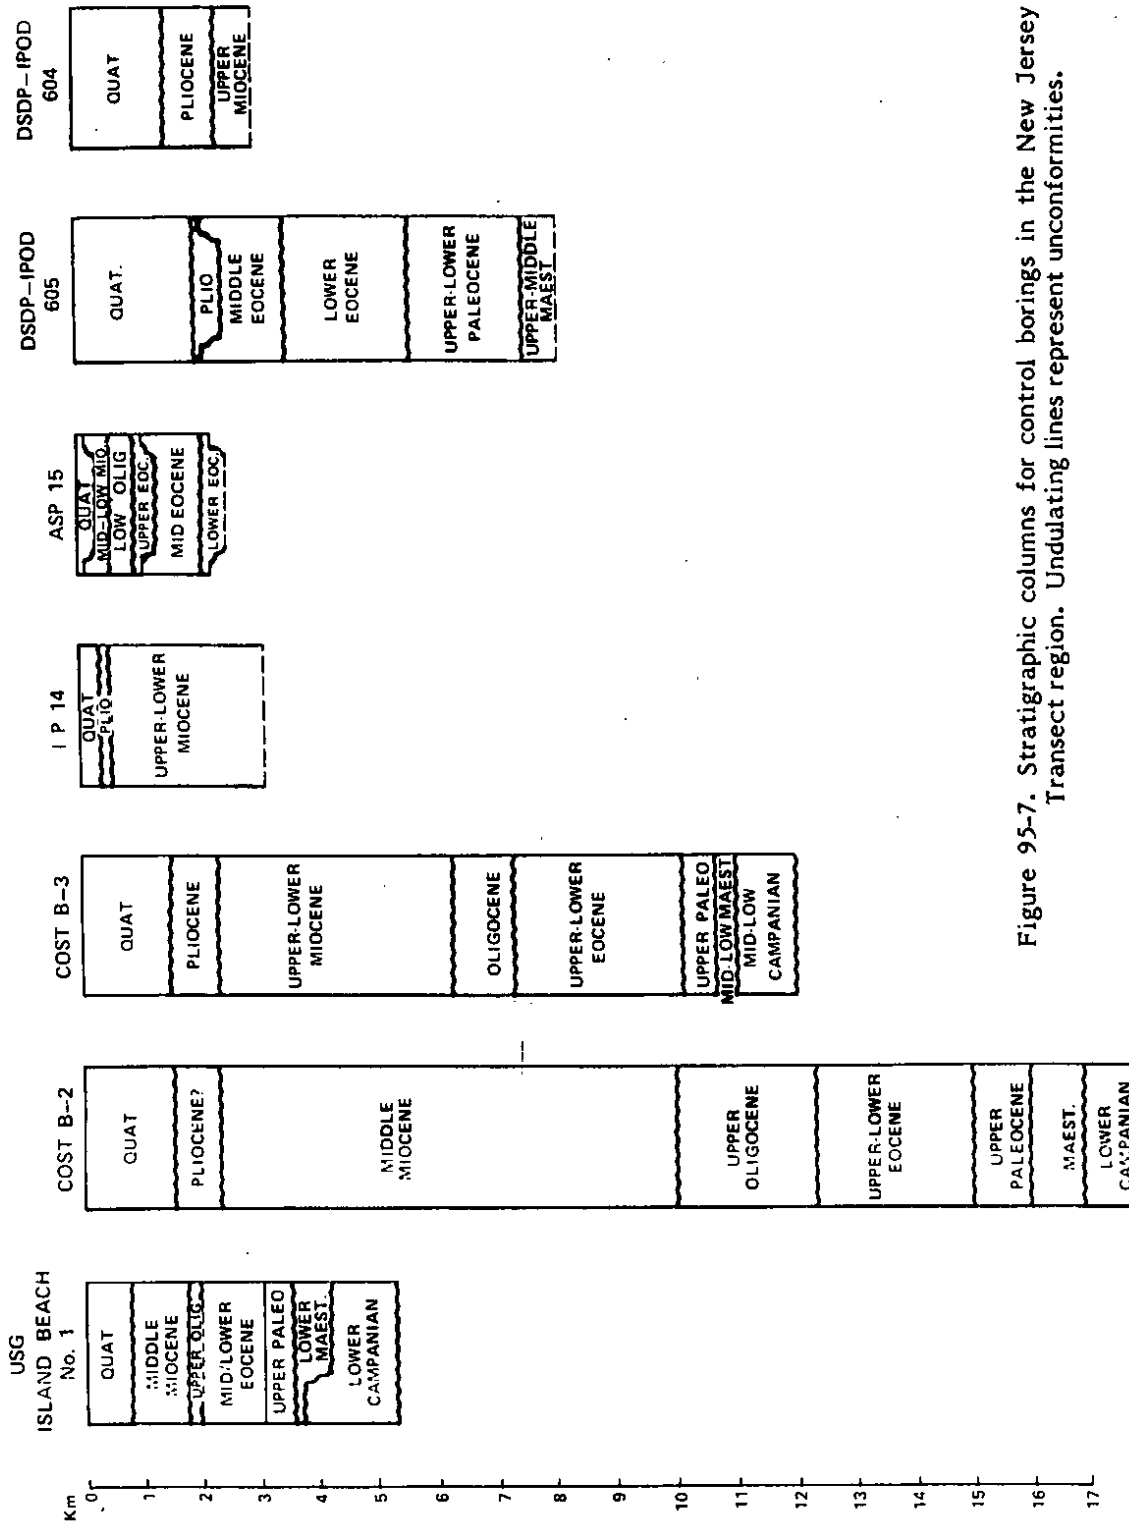 USG
ISLAND BEACH
No. 1
QUAT
MIDDLE
MIOCENE
UPPER OLIG
MID/LOWER
EOCENE
UPPER PALEO
LOWER
MAEST.
LOWER
CAMPANIAN
COST B-2
QUAT
PLIOCENE?
MIDDLE
MIOCENE
UPPER
OLIGOCENE
UPPER-LOWER
EOCENE
UPPER
PALEOCENE
MAEST.
LOWER
CAMPANIAN
COST B-3
QUAT
PLIOCENE
UPPER-LOWER
MIOCENE
OLIGOCENE
UPPER-LOWER
EOCENE
UPPER PALEO
MID-LOW MAEST
MID-LOW
CAMPANIAN
I P 14
QUAT
PLIO
UPPER-LOWER
MIOCENE
ASP 15
QUAT
MID-LOW MIO.
LOW OLIG
UPPER EOC.
MID EOCENE
LOWER EOC.
DSDP-IPOD
605
QUAT.
PLIO
MIDDLE
EOCENE
LOWER
EOCENE
UPPER-LOWER
PALEOCENE
UPPER-MIDDLE
MAEST
DSDP-IPOD
604
QUAT
PLIOCENE
UPPER
MIOCENE
Km
0
1
2
3
4
5
6
7
8
9
10
11
12
13
14
15
16
17
Figure 95-7. Stratigraphic columns for control borings in the New Jersey
Transect region. Undulating lines represent unconformities.